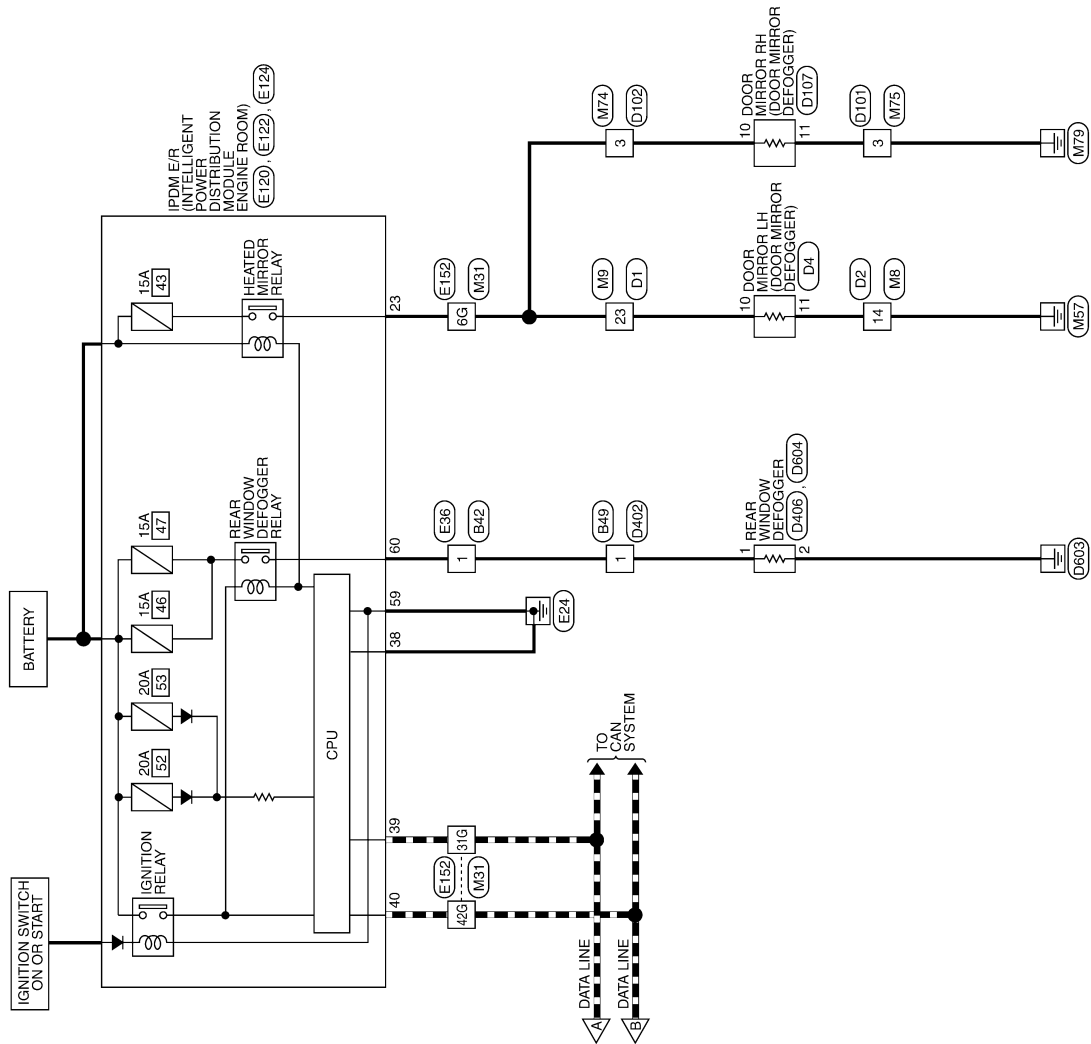 BATTERY
IGNITION SWITCH
ON OR START
IPDM E/R
(INTELLIGENT
POWER
DISTRIBUTION
MODULE
ENGINE ROOM)
E120 , E122 , E124
IGNITION
RELAY
20A
52
20A
53
15A
46
15A
47
15A
43
REAR
WINDOW
DEFOGGER
RELAY
HEATED
MIRROR
RELAY
CPU
40
39
38
59
60
23
E152
M31
42G
31G
E24
E36
B42
1
E152
M31
6G
B49
D402
1
M9
D1
23
M74
D102
3
DATA LINE
DATA LINE
A
B
TO
CAN
SYSTEM
REAR
WINDOW
DEFOGGER
D406 , D604
1
2
DOOR
MIRROR LH
(DOOR MIRROR
DEFOGGER)
D4
10
11
DOOR
MIRROR RH
(DOOR MIRROR
DEFOGGER)
D107
10
11
D2
M8
14
D101
M75
3
D603
M57
M79